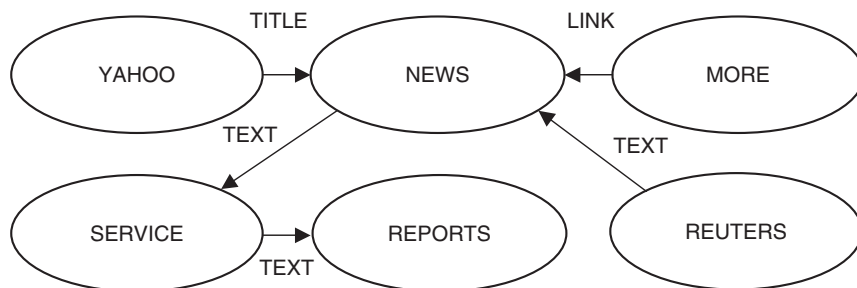 TITLE
LINK
YAHOO
NEWS
MORE
TEXT
TEXT
SERVICE
REPORTS
REUTERS
TEXT